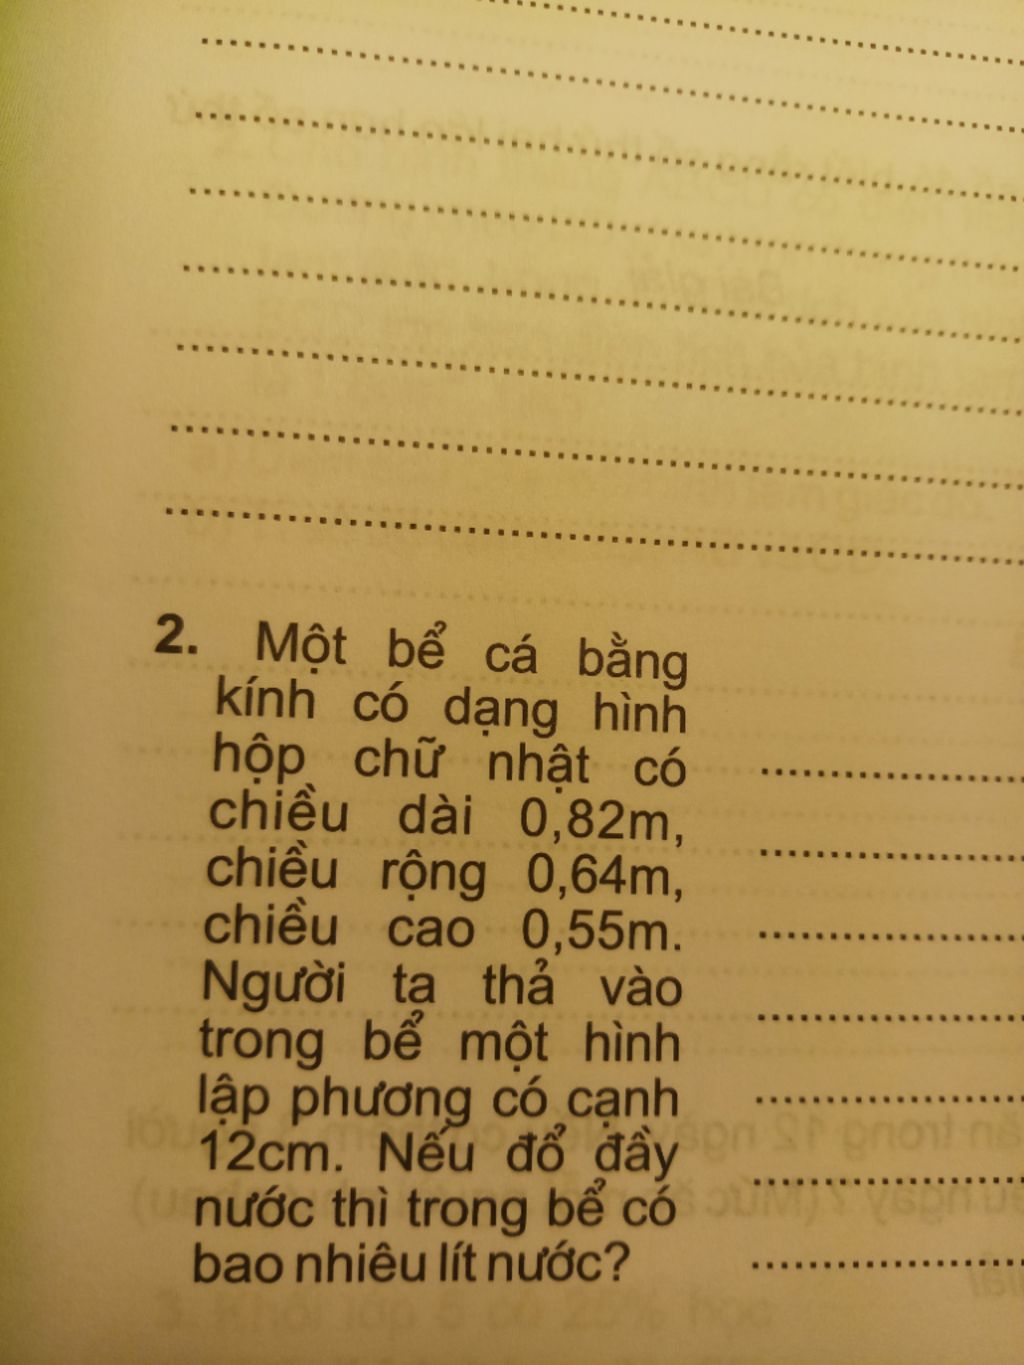 2. Một bể cá bằng
kính có dạng hình
hộp chữ nhật có
chiều dài 0,82m,
chiều rộng 0,64m,
chiều cao 0,55m.
Người ta thả vào
trong bể một hình
lập phương có cạnh
12cm. Nếu đổ đầy
nước thì trong bể có
bao nhiêu lít nước?